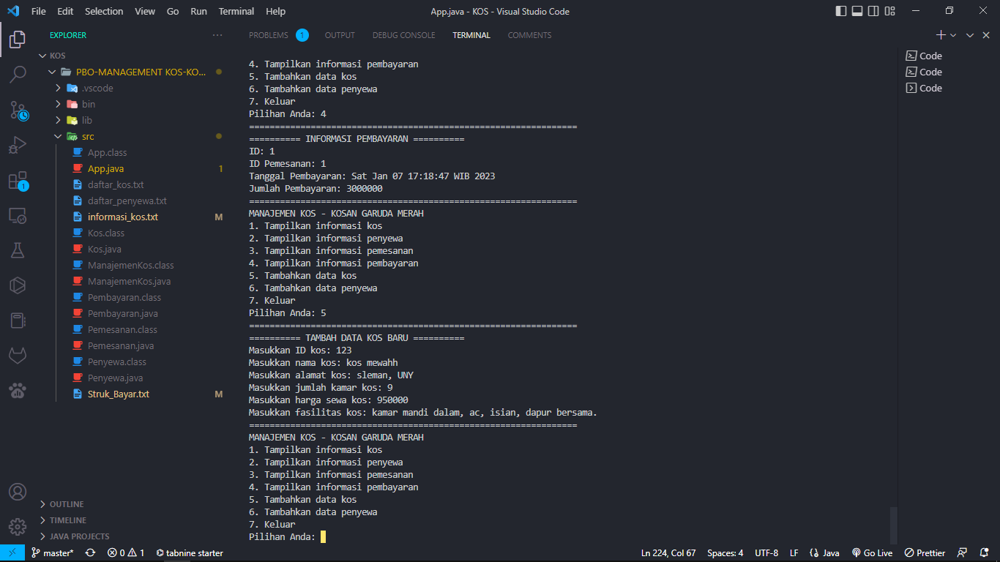 File Edit Selection View Go Run Terminal Help
App.java - KOS - Visual Studio Code
EXPLORER
KOS
PBO-MANAGEMENT KOS-KO...
.vscode
bin
lib
src
App.class
App.java 1
daftar_kos.txt
daftar_penyewa.txt
informasi_kos.txt M
Kos.class
Kos.java
ManajemenKos.class
ManajemenKos.java
Pembayaran.class
Pembayaran.java
Pemesanan.class
Pemesanan.java
Penyewa.class
Penyewa.java
Struk_Bayar.txt M
OUTLINE
TIMELINE
JAVA PROJECTS
1
PROBLEMS 1 OUTPUT DEBUG CONSOLE TERMINAL COMMENTS
4. Tampilkan informasi pembayaran
5. Tambahkan data kos
6. Tambahkan data penyewa
7. Keluar
Pilihan Anda: 4
================================================================
========== INFORMASI PEMBAYARAN ==========
ID: 1
ID Pemesanan: 1
Tanggal Pembayaran: Sat Jan 07 17:18:47 WIB 2023
Jumlah Pembayaran: 3000000
================================================================
MANAJEMEN KOS - KOSAN GARUDA MERAH
1. Tampilkan informasi kos
2. Tampilkan informasi penyewa
3. Tampilkan informasi pemesanan
4. Tampilkan informasi pembayaran
5. Tambahkan data kos
6. Tambahkan data penyewa
7. Keluar
Pilihan Anda: 5
================================================================
========== TAMBAH DATA KOS BARU ==========
Masukkan ID kos: 123
Masukkan nama kos: kos mewahh
Masukkan alamat kos: sleman, UNY
Masukkan jumlah kamar kos: 9
Masukkan harga sewa kos: 950000
Masukkan fasilitas kos: kamar mandi dalam, ac, isian, dapur bersama.
================================================================
MANAJEMEN KOS - KOSAN GARUDA MERAH
1. Tampilkan informasi kos
2. Tampilkan informasi penyewa
3. Tampilkan informasi pemesanan
4. Tampilkan informasi pembayaran
5. Tambahkan data kos
6. Tambahkan data penyewa
7. Keluar
Pilihan Anda:
Code
Code
Code
master* 0 1 tabnine starter
Ln 224, Col 67 Spaces: 4 UTF-8 LF Java Go Live Prettier